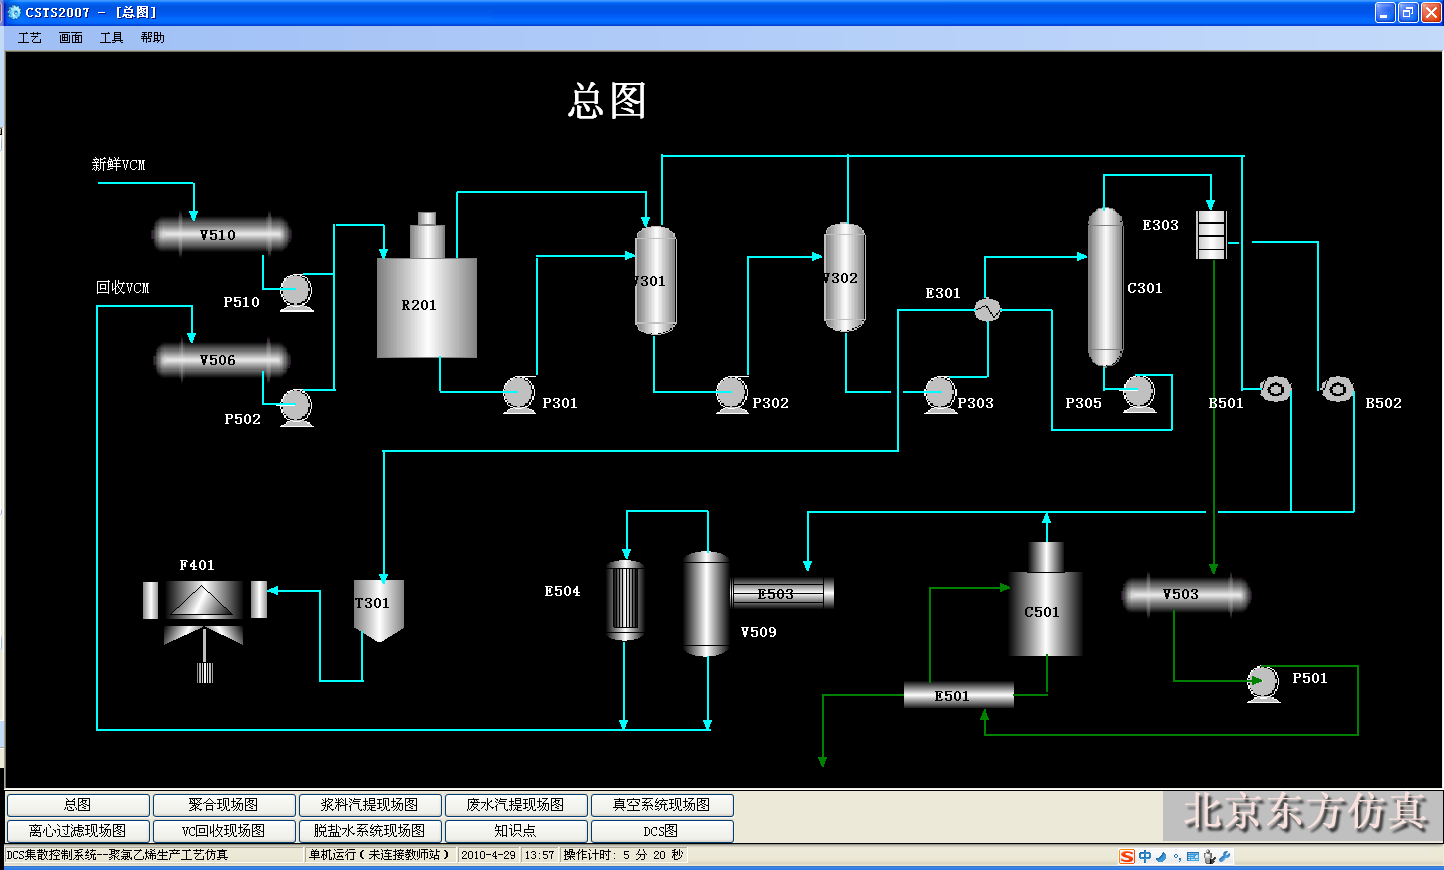 CSTS2007 - [总图]
工艺 画面 工具 帮助
总图
新鲜VCM
V510
P510
回收VCM
V506
P502
R201
P301
V301
P302
V302
P303
E301
C301
P305
E303
B501
B502
F401
T301
E504
V509
E503
C501
E501
V503
P501
总图 聚合现场图 浆料汽提现场图 废水汽提现场图 真空系统现场图
离心过滤现场图 VC回收现场图 脱盐水系统现场图 知识点 DCS图
北京东方仿真
DCS集散控制系统--聚氯乙烯生产工艺仿真 单机运行(未连接教师站) 2010-4-29 13:57 操作计时: 5 分 20 秒
S 中